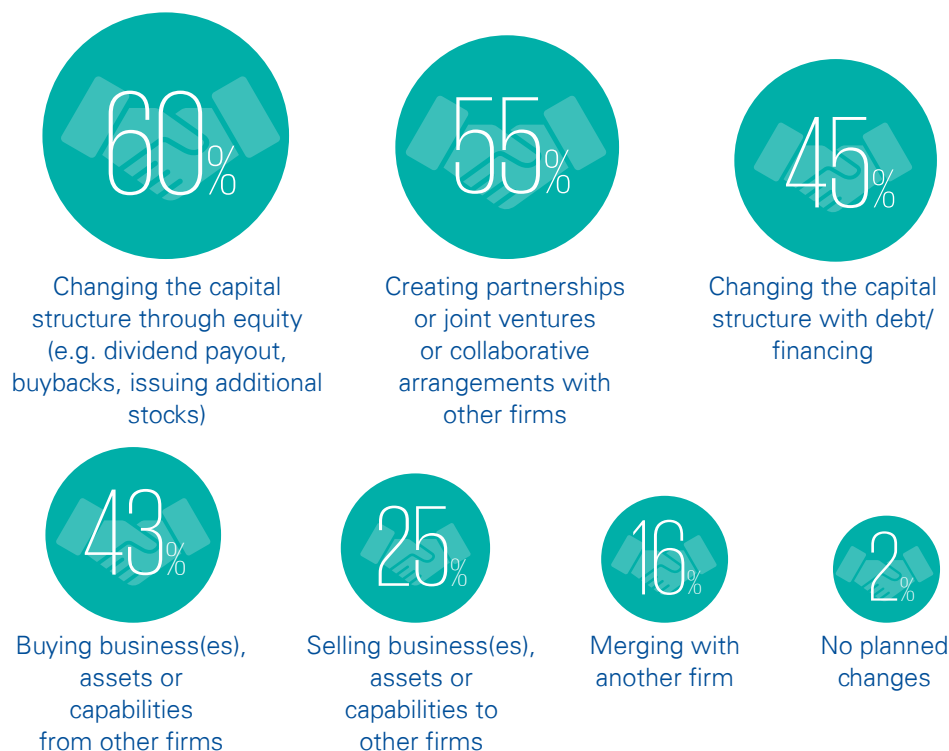 60%
Changing the capital
structure through equity
(e.g. dividend payout,
buybacks, issuing additional
stocks)
55%
Creating partnerships
or joint ventures
or collaborative
arrangements with
other firms
45%
Changing the capital
structure with debt/
financing
43%
Buying business(es),
assets or
capabilities
from other firms
25%
Selling business(es),
assets or
capabilities to
other firms
16%
Merging with
another firm
2%
No planned
changes